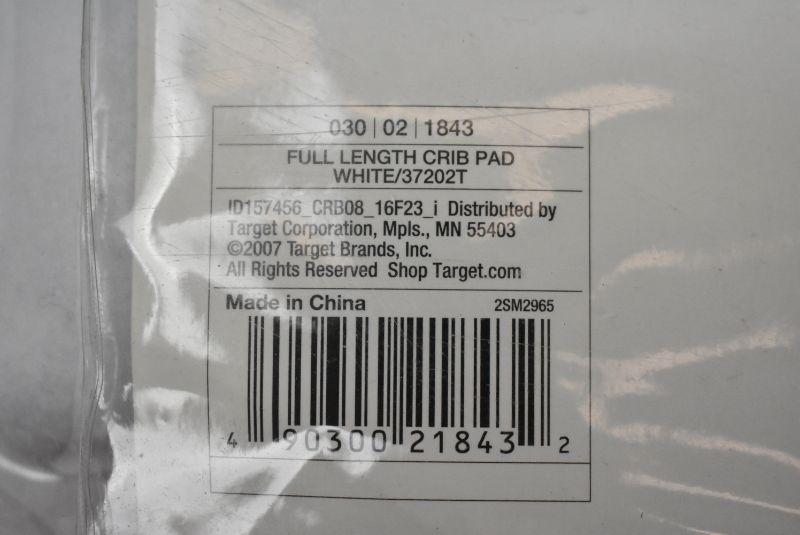 030 | 02 | 1843
FULL LENGTH CRIB PAD
WHITE/37202T
ID157456_CRB08_16F23_i Distributed by
Target Corporation, Mpls., MN 55403
©2007 Target Brands, Inc.
All Rights Reserved Shop Target.com
Made in China 2SM2965
4 90300 21843 2